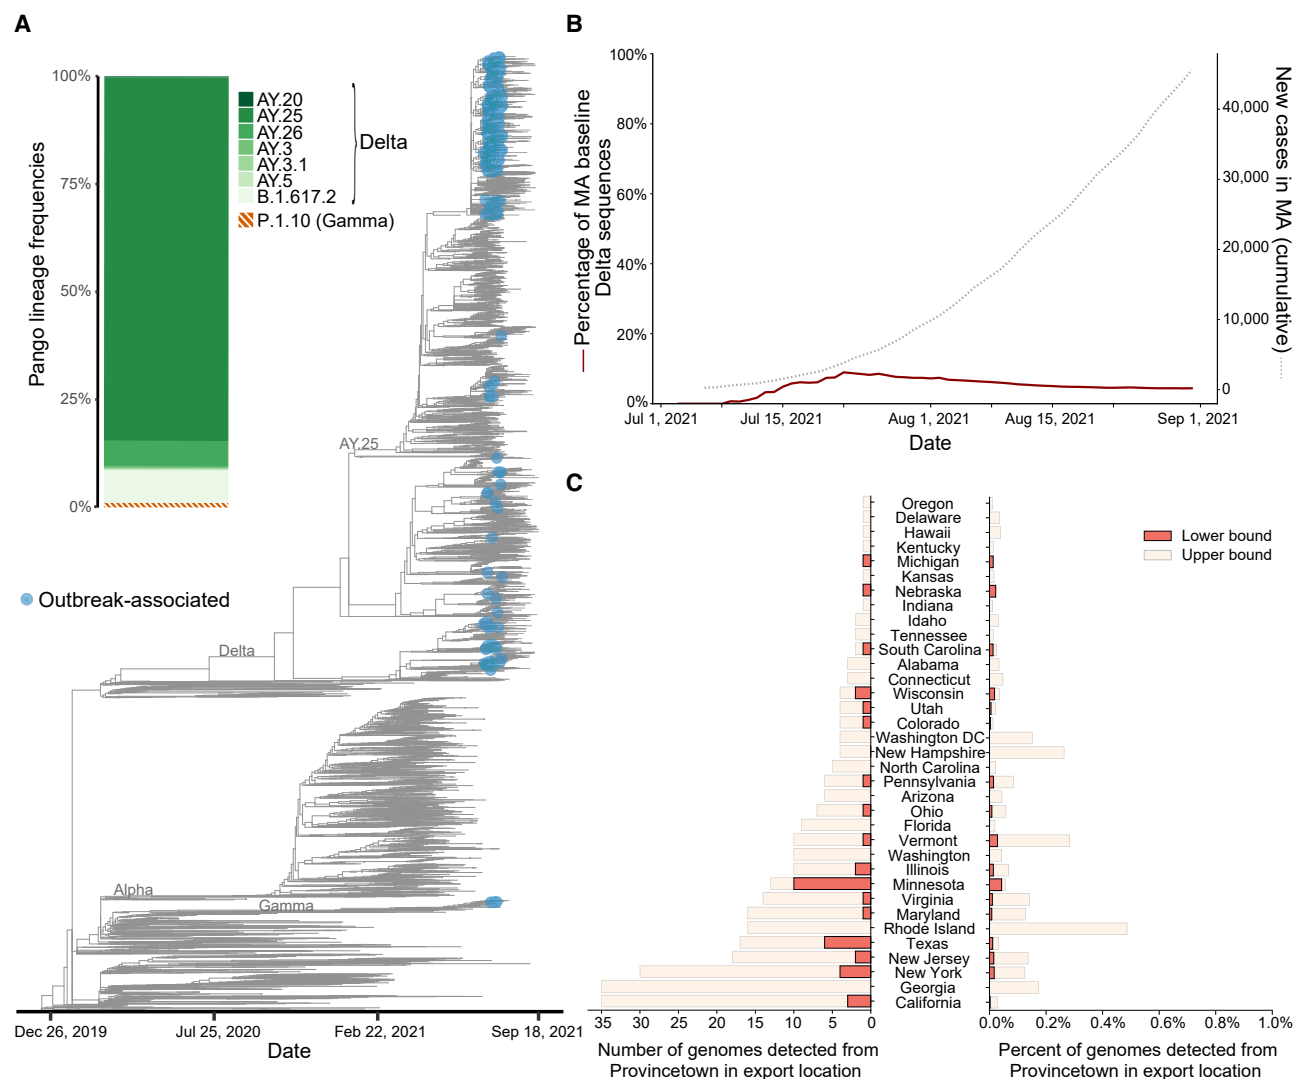 A
Pango lineage frequencies
100%
75%
50%
25%
0%
AY.20
AY.25
AY.26
AY.3
AY.3.1
AY.5
B.1.617.2
Delta
P.1.10 (Gamma)
AY.25
Outbreak-associated
Delta
Alpha
Gamma
Dec 26, 2019
Jul 25, 2020
Feb 22, 2021
Sep 18, 2021
Date
B
Percentage of MA baseline
Delta sequences
100%
80%
60%
40%
20%
0%
New cases in MA (cumulative)
40,000
30,000
20,000
10,000
0
Jul 1, 2021
Jul 15, 2021
Aug 1, 2021
Aug 15, 2021
Sep 1, 2021
Date
C
Oregon
Delaware
Hawaii
Kentucky
Michigan
Kansas
Nebraska
Indiana
Idaho
Tennessee
South Carolina
Alabama
Connecticut
Wisconsin
Utah
Colorado
Washington DC
New Hampshire
North Carolina
Pennsylvania
Arizona
Ohio
Florida
Vermont
Washington
Illinois
Minnesota
Virginia
Maryland
Rhode Island
Texas
New Jersey
New York
Georgia
California
Lower bound
Upper bound
35 30 25 20 15 10 5 0
Number of genomes detected from
Provincetown in export location
0.0% 0.2% 0.4% 0.6% 0.8% 1.0%
Percent of genomes detected from
Provincetown in export location